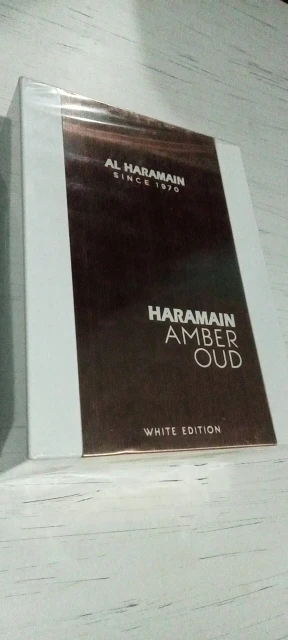 AL HARAMAIN
SINCE 1970
HARAMAIN
AMBER
OUD
WHITE EDITION